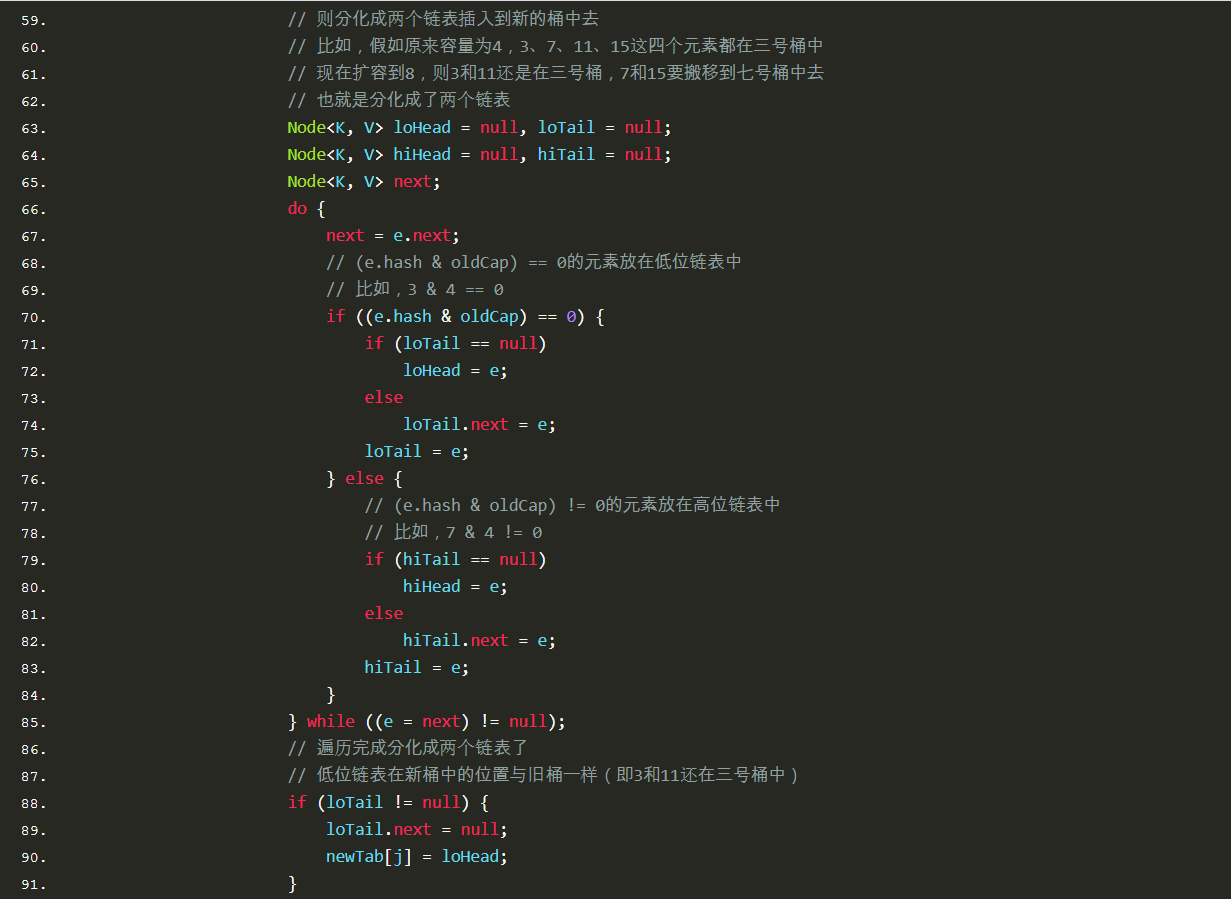 59. // 则分化成两个链表插入到新的桶中去
60. // 比如，假如原来容量为4，3、7、11、15这四个元素都在三号桶中
61. // 现在扩容到8，则3和11还是在三号桶，7和15要搬移到七号桶中去
62. // 也就是分化成了两个链表
63. Node<K, V> loHead = null, loTail = null;
64. Node<K, V> hiHead = null, hiTail = null;
65. Node<K, V> next;
66. do {
67. next = e.next;
68. // (e.hash & oldCap) == 0的元素放在低位链表中
69. // 比如，3 & 4 == 0
70. if ((e.hash & oldCap) == 0) {
71. if (loTail == null)
72. loHead = e;
73. else
74. loTail.next = e;
75. loTail = e;
76. } else {
77. // (e.hash & oldCap) != 0的元素放在高位链表中
78. // 比如，7 & 4 != 0
79. if (hiTail == null)
80. hiHead = e;
81. else
82. hiTail.next = e;
83. hiTail = e;
84. }
85. } while ((e = next) != null);
86. // 遍历完成分化成两个链表了
87. // 低位链表在新桶中的位置与旧桶一样（即3和11还在三号桶中）
88. if (loTail != null) {
89. loTail.next = null;
90. newTab[j] = loHead;
91. }